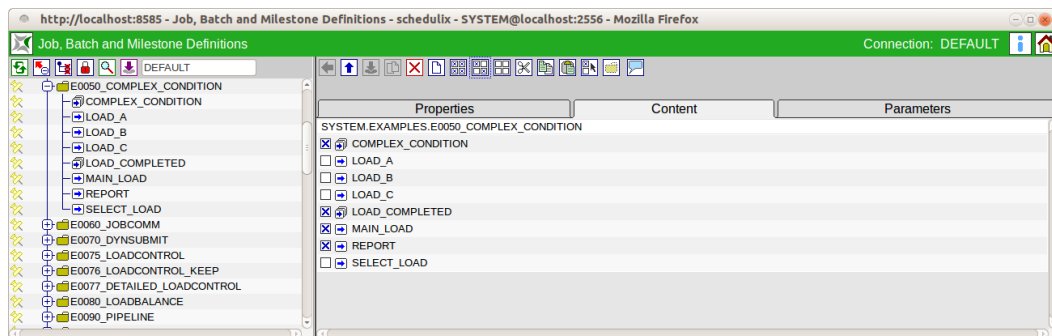 http://localhost:8585 - Job, Batch and Milestone Definitions - schedulix - SYSTEM@localhost:2556 - Mozilla Firefox
Job, Batch and Milestone Definitions
Connection: DEFAULT
DEFAULT
E0050_COMPLEX_CONDITION
COMPLEX_CONDITION
LOAD_A
LOAD_B
LOAD_C
LOAD_COMPLETED
MAIN_LOAD
REPORT
SELECT_LOAD
E0060_JOBCOMM
E0070_DYNSUBMIT
E0075_LOADCONTROL
E0076_LOADCONTROL_KEEP
E0077_DETAILED_LOADCONTROL
E0080_LOADBALANCE
E0090_PIPELINE
Properties
Content
Parameters
SYSTEM.EXAMPLES.E0050_COMPLEX_CONDITION
COMPLEX_CONDITION
LOAD_A
LOAD_B
LOAD_C
LOAD_COMPLETED
MAIN_LOAD
REPORT
SELECT_LOAD